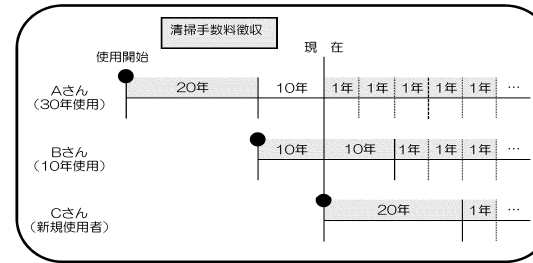 清掃手数料徴収
現 在
使用開始
Aさん
(30年使用)
20年 10年 1年 1年 1年 1年 1年 …
Bさん
(10年使用)
10年 10年 1年 1年 1年 …
Cさん
(新規使用者)
20年 1年 …